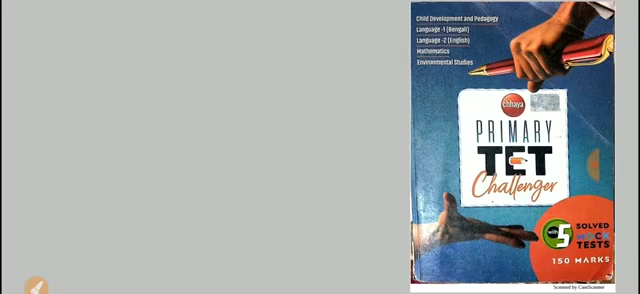 Child Development and Pedagogy
Language -1 (Bengali)
Language -2 (English)
Mathematics
Environmental Studies
chhaya
PRIMARY
TET
Challenger
with 5 SOLVED
MOCK
TESTS
150 MARKS
Scanned by CamScanner